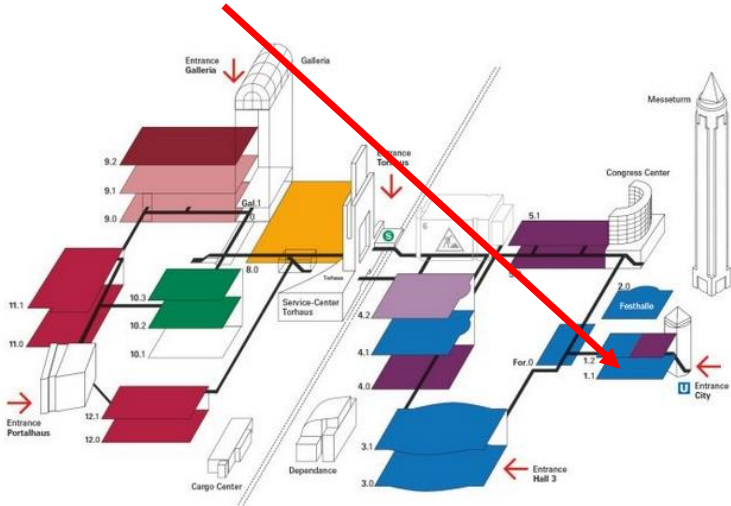 Entrance
Galleria
Galleria
Messeturm
Entrance
Torhaus
9.2
9.1
9.0
Gal.1
.0
8.0
S
6
5.1
Congress Center
11.1
11.0
10.3
10.2
10.1
Torhaus
Service-Center
Torhaus
4.2
4.1
4.0
2.0
Festhalle
For.0
1.2
1.1
U
Entrance
City
Entrance
Portalhaus
12.1
12.0
Cargo Center
Dependance
3.1
3.0
Entrance
Hall 3